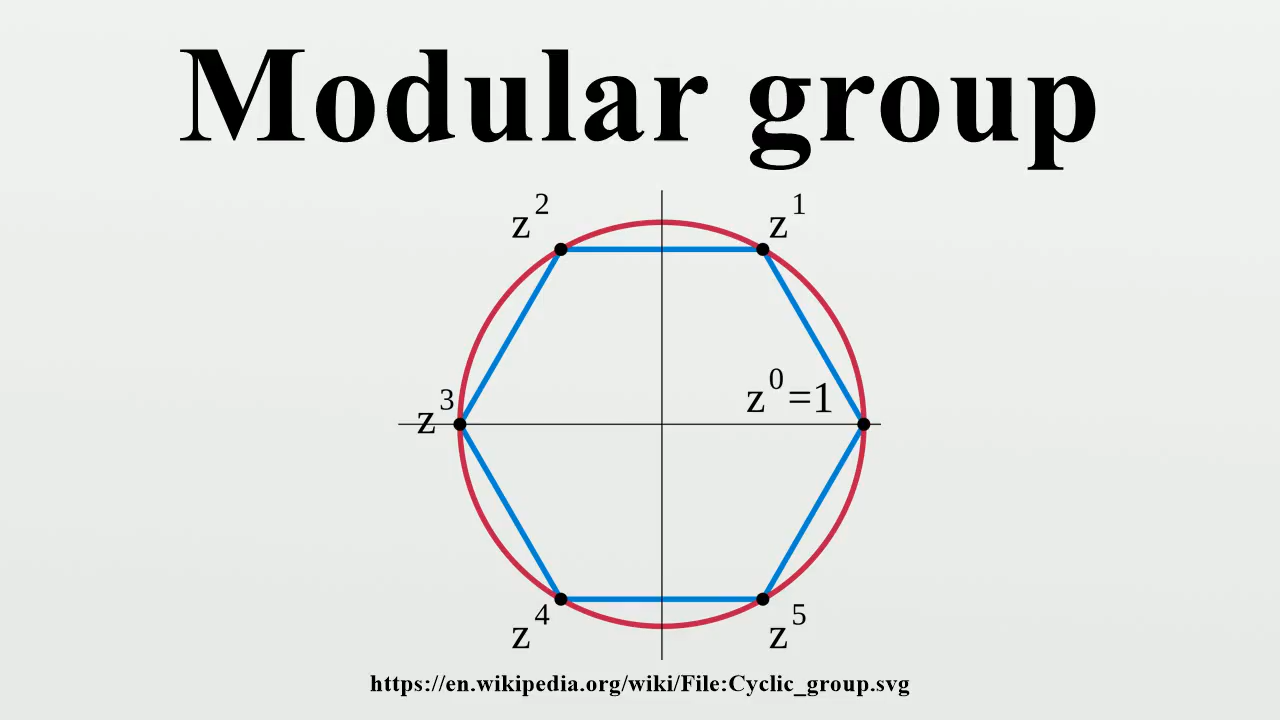 Modular group
z²
z¹
z³
z⁰=1
z⁴
z⁵
https://en.wikipedia.org/wiki/File:Cyclic_group.svg